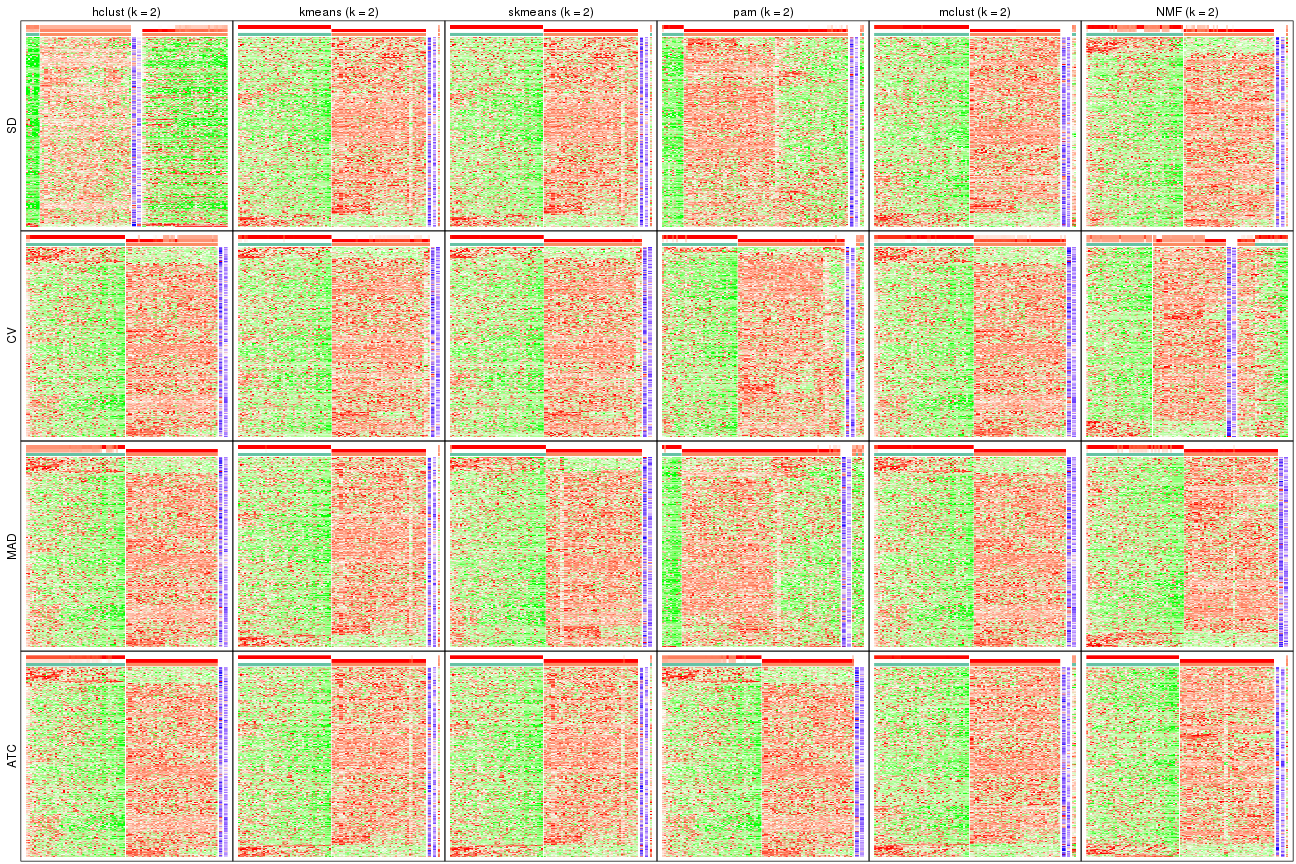 hclust (k = 2) kmeans (k = 2) skmeans (k = 2) pam (k = 2) mclust (k = 2) NMF (k = 2)
SD
CV
MAD
ATC